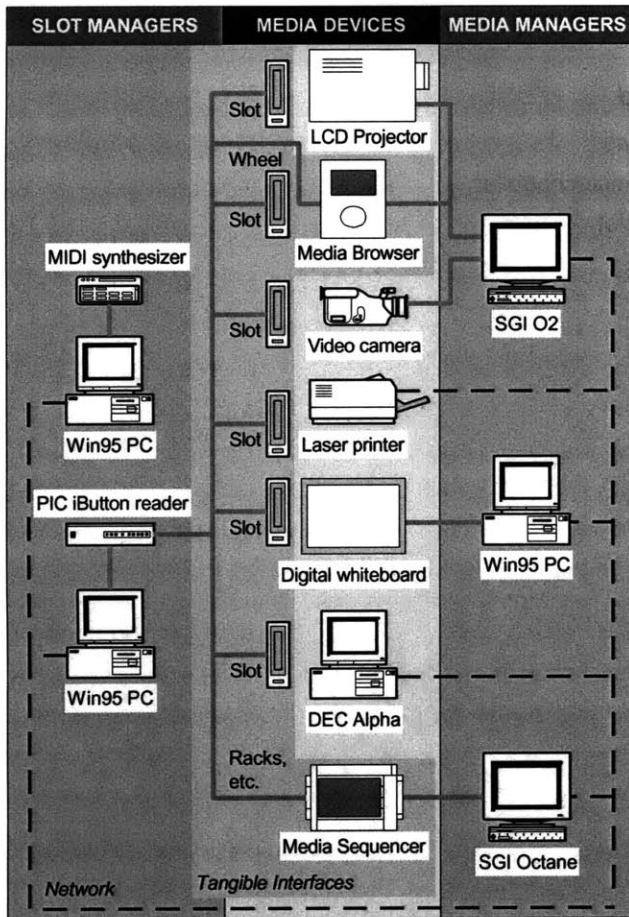 SLOT MANAGERS
MEDIA DEVICES
MEDIA MANAGERS
Slot
LCD Projector
Wheel
Slot
Media Browser
MIDI synthesizer
SGI O2
Slot
Video camera
Win95 PC
Slot
Laser printer
PIC iButton reader
Slot
Digital whiteboard
Win95 PC
Win95 PC
Slot
DEC Alpha
Racks,
etc.
Media Sequencer
SGI Octane
Network
Tangible Interfaces